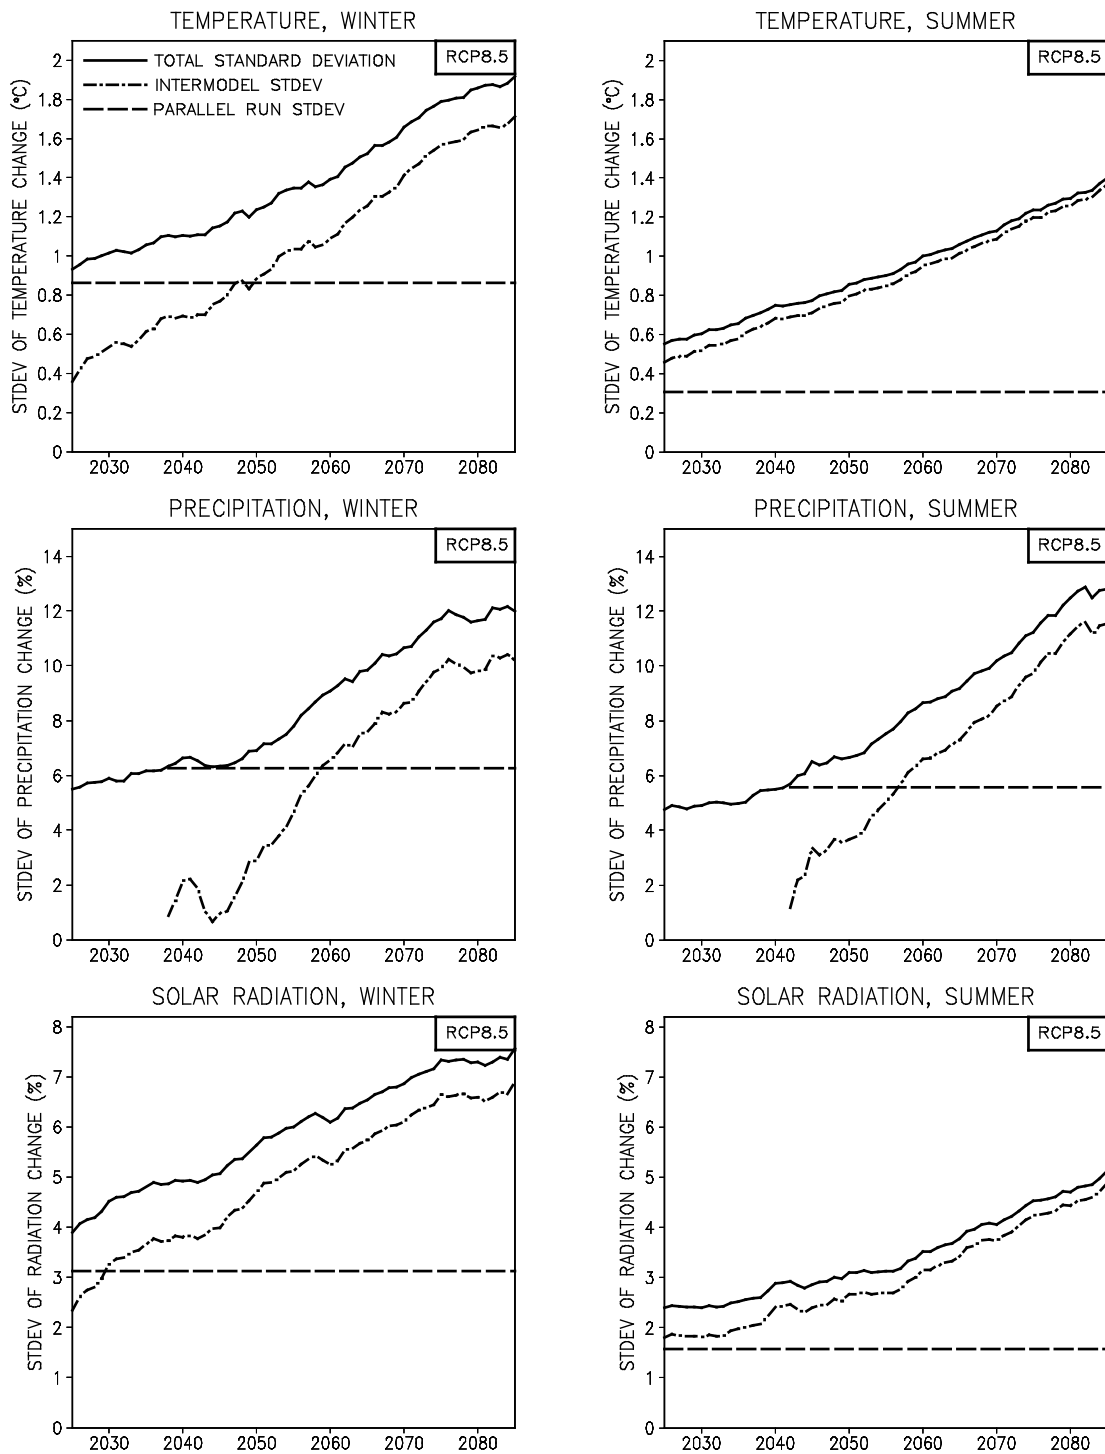 TEMPERATURE, WINTER
RCP8.5
TOTAL STANDARD DEVIATION
INTERMODEL STDEV
PARALLEL RUN STDEV
STDEV OF TEMPERATURE CHANGE (°C)
2
1.8
1.6
1.4
1.2
1
0.8
0.6
0.4
0.2
0
2030 2040 2050 2060 2070 2080
TEMPERATURE, SUMMER
RCP8.5
STDEV OF TEMPERATURE CHANGE (°C)
2
1.8
1.6
1.4
1.2
1
0.8
0.6
0.4
0.2
0
2030 2040 2050 2060 2070 2080
PRECIPITATION, WINTER
RCP8.5
STDEV OF PRECIPITATION CHANGE (%)
14
12
10
8
6
4
2
0
2030 2040 2050 2060 2070 2080
PRECIPITATION, SUMMER
RCP8.5
STDEV OF PRECIPITATION CHANGE (%)
14
12
10
8
6
4
2
0
2030 2040 2050 2060 2070 2080
SOLAR RADIATION, WINTER
RCP8.5
STDEV OF RADIATION CHANGE (%)
8
7
6
5
4
3
2
1
0
2030 2040 2050 2060 2070 2080
SOLAR RADIATION, SUMMER
RCP8.5
STDEV OF RADIATION CHANGE (%)
8
7
6
5
4
3
2
1
0
2030 2040 2050 2060 2070 2080